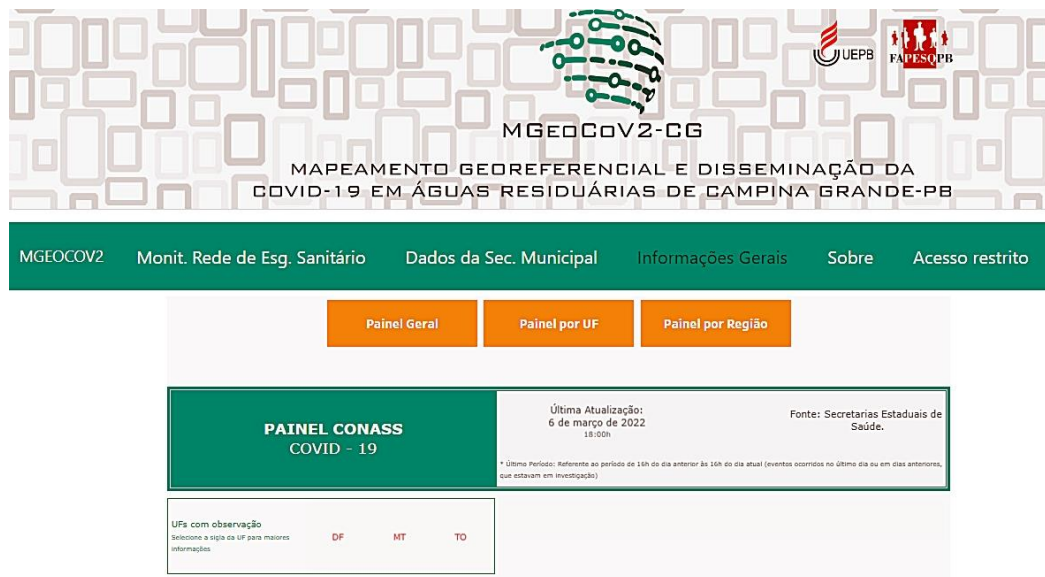 UEPB
FAPESQPB
MGEOCOV2-CG
MAPEAMENTO GEOREFERENCIAL E DISSEMINAÇÃO DA
COVID-19 EM ÁGUAS RESIDUÁRIAS DE CAMPINA GRANDE-PB
MGEOCOV2 Monit. Rede de Esg. Sanitário Dados da Sec. Municipal Informações Gerais Sobre Acesso restrito
Painel Geral Painel por UF Painel por Região
PAINEL CONASS
COVID - 19
Última Atualização:
6 de março de 2022
18:00h
Fonte: Secretarias Estaduais de
Saúde.
* Último Período: Referente ao período de 16h do dia anterior às 16h do dia atual (eventos ocorridos no último dia ou em dias anteriores,
que estavam em investigação)
UFs com observação
Selecione a sigla da UF para maiores
informações
DF MT TO